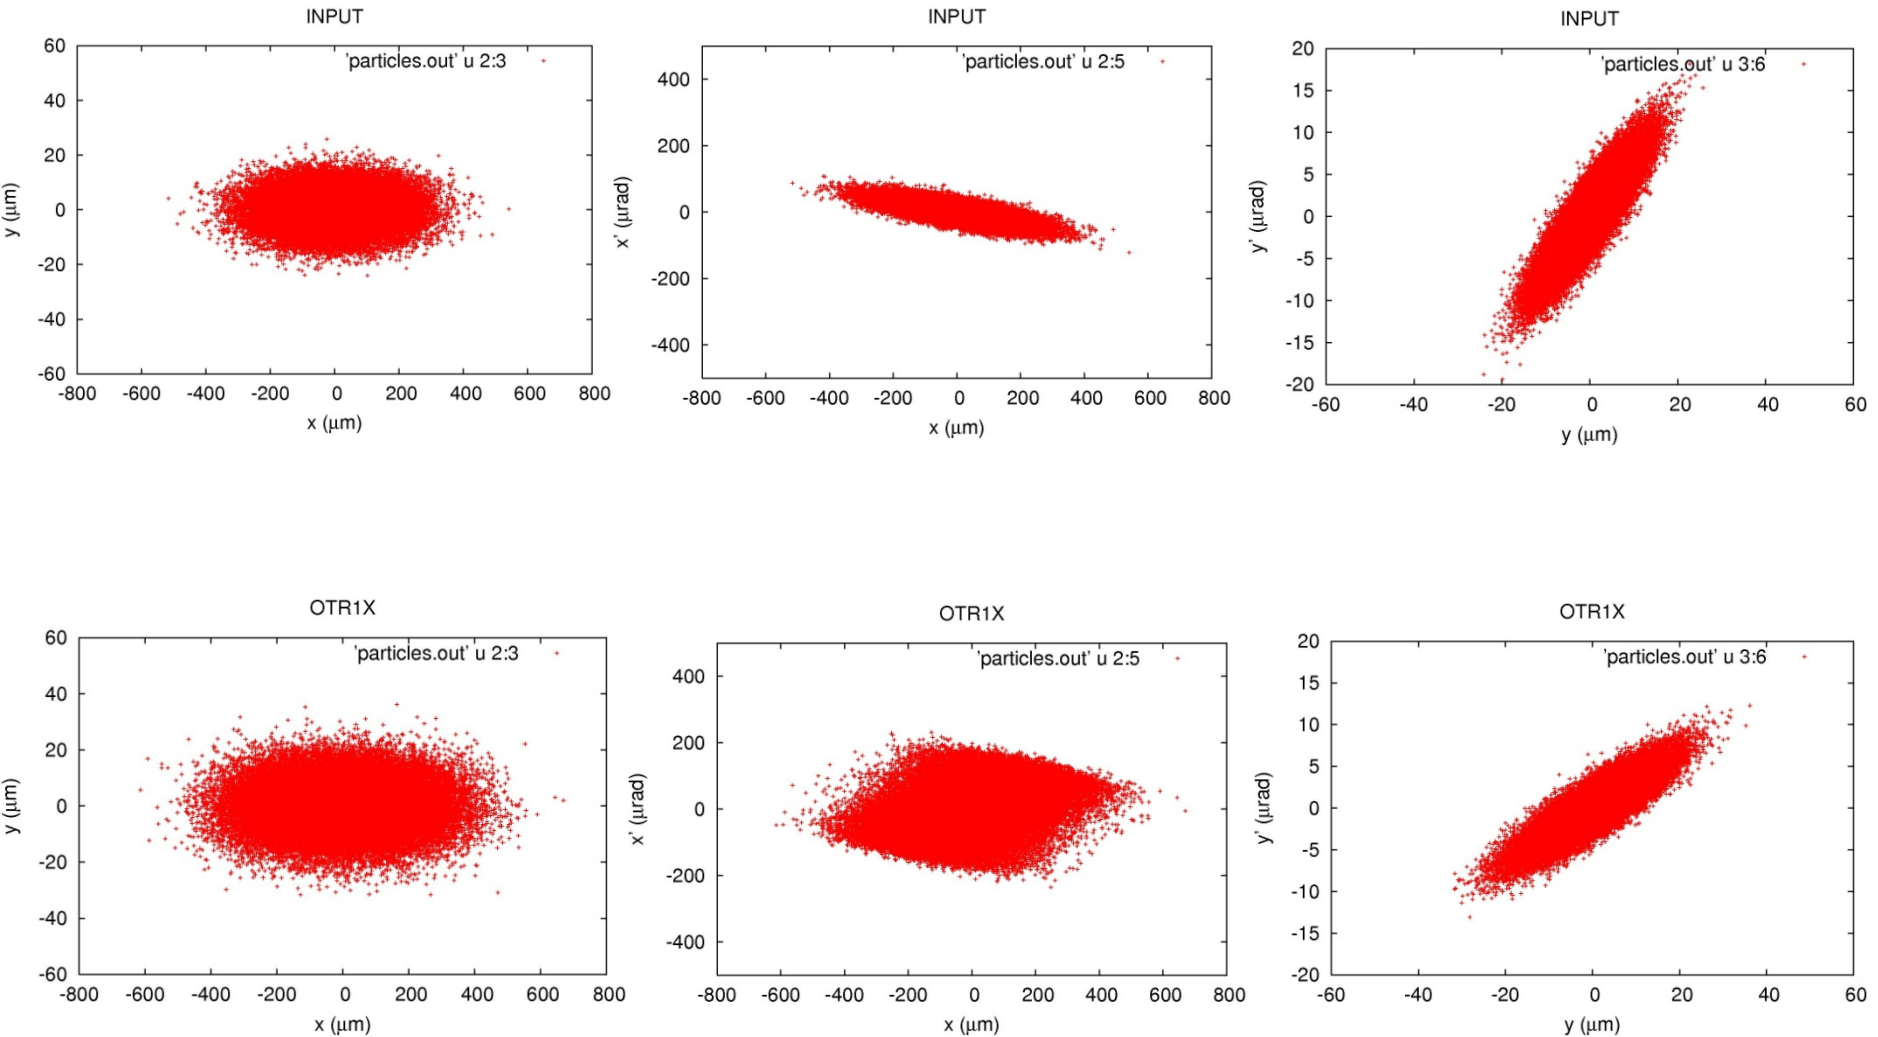 INPUT
'particles.out' u 2:3
60
40
20
0
-20
-40
-60
-800 -600 -400 -200 0 200 400 600 800
x (μm)
y (μm)
INPUT
'particles.out' u 2:5
400
200
0
-200
-400
-800 -600 -400 -200 0 200 400 600 800
x (μm)
x' (μrad)
INPUT
'particles.out' u 3:6
20
15
10
5
0
-5
-10
-15
-20
-60 -40 -20 0 20 40 60
y (μm)
y' (μrad)
OTR1X
'particles.out' u 2:3
60
40
20
0
-20
-40
-60
-800 -600 -400 -200 0 200 400 600 800
x (μm)
y (μm)
OTR1X
'particles.out' u 2:5
400
200
0
-200
-400
-800 -600 -400 -200 0 200 400 600 800
x (μm)
x' (μrad)
OTR1X
'particles.out' u 3:6
20
15
10
5
0
-5
-10
-15
-20
-60 -40 -20 0 20 40 60
y (μm)
y' (μrad)